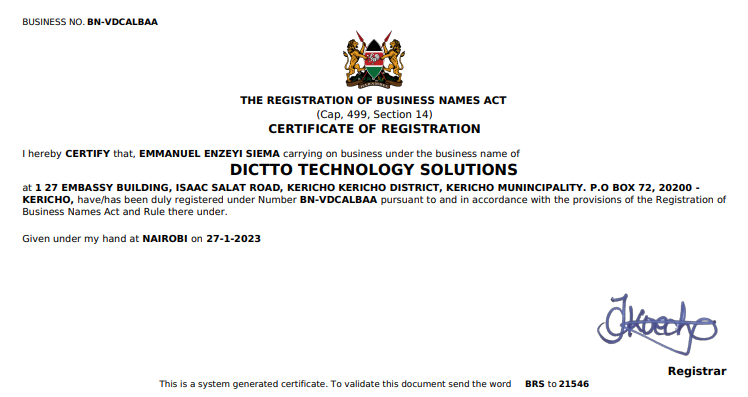 BUSINESS NO. BN-VDCALBAA
THE REGISTRATION OF BUSINESS NAMES ACT
(Cap, 499, Section 14)
CERTIFICATE OF REGISTRATION
I hereby CERTIFY that, EMMANUEL ENZEYI SIEMA carrying on business under the business name of
DICTTO TECHNOLOGY SOLUTIONS
at 1 27 EMBASSY BUILDING, ISAAC SALAT ROAD, KERICHO KERICHO DISTRICT, KERICHO MUNINCIPALITY. P.O BOX 72, 20200 -
KERICHO, have/has been duly registered under Number BN-VDCALBAA pursuant to and in accordance with the provisions of the Registration of
Business Names Act and Rule there under.
Given under my hand at NAIROBI on 27-1-2023
Registrar
This is a system generated certificate. To validate this document send the word BRS to 21546